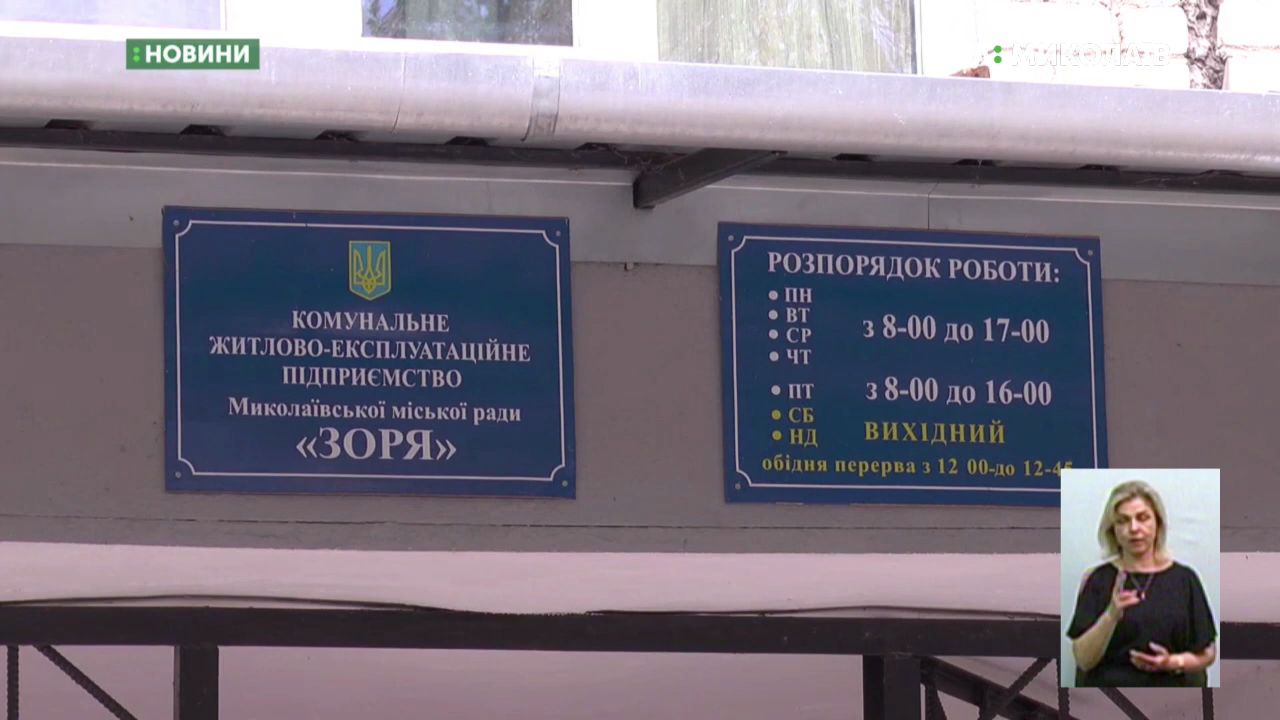 :НОВИНИ
:МИКОЛАЇВ
КОМУНАЛЬНЕ
ЖИТЛОВО-ЕКСПЛУАТАЦІЙНЕ
ПІДПРИЄМСТВО
Миколаївської міської ради
«ЗОРЯ»
РОЗПОРЯДОК РОБОТИ:
• ПН
• ВТ
• СР
• ЧТ
з 8-00 до 17-00
• ПТ з 8-00 до 16-00
• СБ
• НД
ВИХІДНИЙ
обідня перерва з 12 00-до 12-45